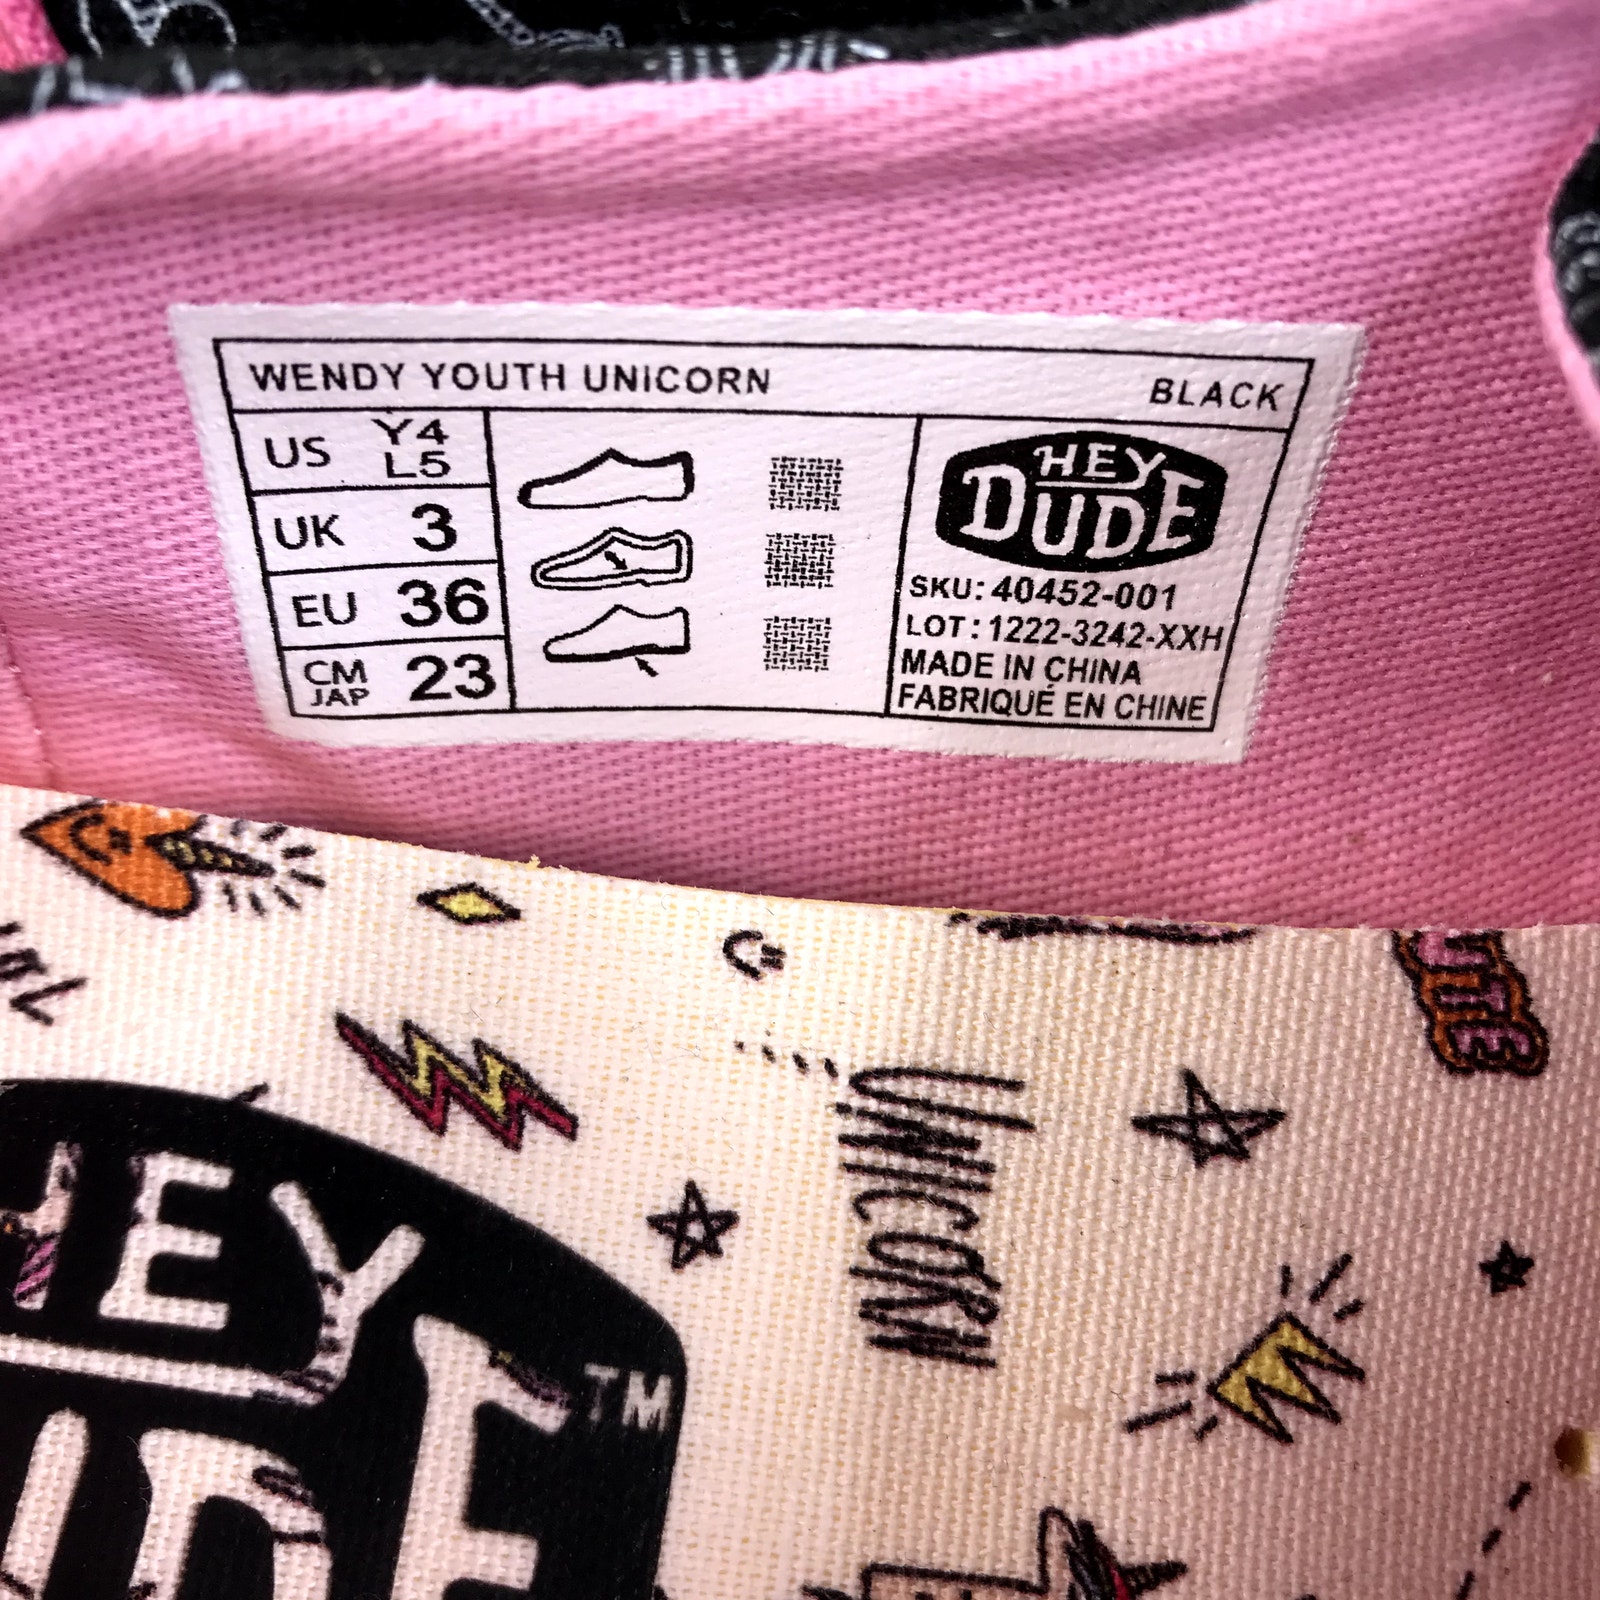 WENDY YOUTH UNICORN BLACK
US Y4
L5
UK 3
EU 36
CM
JAP 23
HEY
DUDE
SKU: 40452-001
LOT: 1222-3242-XXH
MADE IN CHINA
FABRIQUÉ EN CHINE
UNICORN
HEY
TM